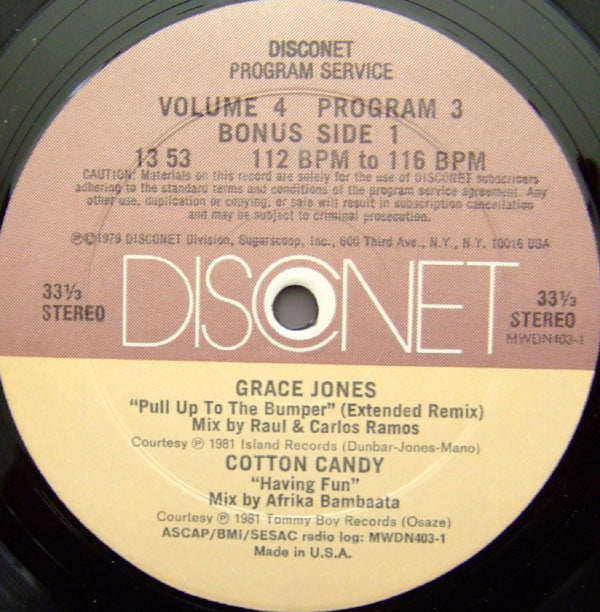 DISCONET
PROGRAM SERVICE
VOLUME 4 PROGRAM 3
BONUS SIDE 1
13 53 112 BPM to 116 BPM
CAUTION: Materials on this record are solely for the use of DISCONET subscribers
adhering to the standard terms and conditions of the program service agreement. Any
other use, duplication or copying, or sale will result in subscription cancellation
and may be subject to criminal prosecution.
℗©1979 DISCONET Division, Sugarscoop, Inc., 600 Third Ave., N.Y., N.Y. 10016 USA
DISCONET
33⅓
STEREO
33⅓
STEREO
MWDN403-1
GRACE JONES
“Pull Up To The Bumper” (Extended Remix)
Mix by Raul & Carlos Ramos
Courtesy ℗ 1981 Island Records (Dunbar-Jones-Mano)
COTTON CANDY
“Having Fun”
Mix by Afrika Bambaata
Courtesy ℗ 1981 Tommy Boy Records (Osaze)
ASCAP/BMI/SESAC radio log: MWDN403-1
Made in U.S.A.